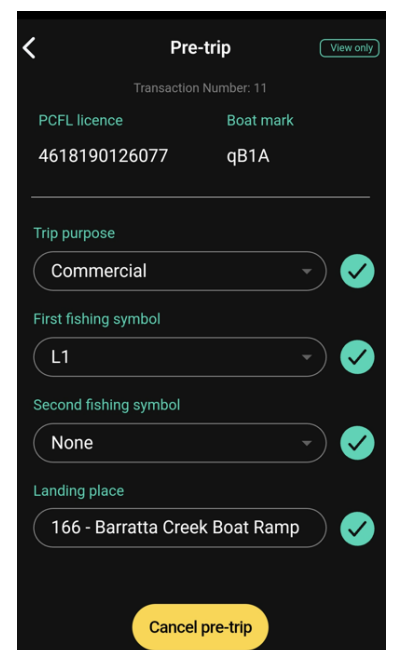 Pre-trip
View only
Transaction Number: 11
PCFL licence Boat mark
4618190126077 qB1A
Trip purpose
Commercial
First fishing symbol
L1
Second fishing symbol
None
Landing place
166 - Barratta Creek Boat Ramp
Cancel pre-trip